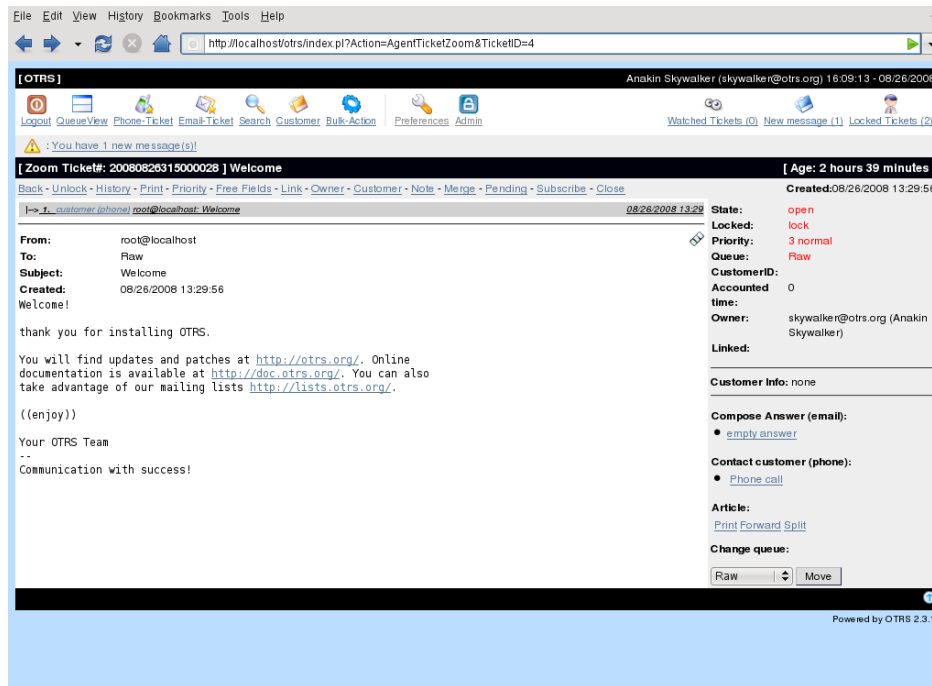 File Edit View History Bookmarks Tools Help
http://localhost/otrs/index.pl?Action=AgentTicketZoom&TicketID=4
[OTRS] Anakin Skywalker (skywalker@otrs.org) 16:09:13 - 08/26/2008
Logout QueueView Phone-Ticket Email-Ticket Search Customer Bulk-Action Preferences Admin Watched Tickets (0) New message (1) Locked Tickets (2)
: You have 1 new message(s)!
[ Zoom Ticket#: 20080826315000028 ] Welcome [ Age: 2 hours 39 minutes
Back - Unlock - History - Print - Priority - Free Fields - Link - Owner - Customer - Note - Merge - Pending - Subscribe - Close Created:08/26/2008 13:29:56
|--> 1. customer (phone) root@localhost: Welcome 08/26/2008 13:29
From: root@localhost
To: Raw
Subject: Welcome
Created: 08/26/2008 13:29:56
Welcome!
thank you for installing OTRS.
You will find updates and patches at http://otrs.org/. Online
documentation is available at http://doc.otrs.org/. You can also
take advantage of our mailing lists http://lists.otrs.org/.
((enjoy))
Your OTRS Team
--
Communication with success!
State: open
Locked: lock
Priority: 3 normal
Queue: Raw
CustomerID:
Accounted 0
time:
Owner: skywalker@otrs.org (Anakin
Skywalker)
Linked:
Customer Info: none
Compose Answer (email):
empty answer
Contact customer (phone):
Phone call
Article:
Print Forward Split
Change queue:
Raw Move
Powered by OTRS 2.3.